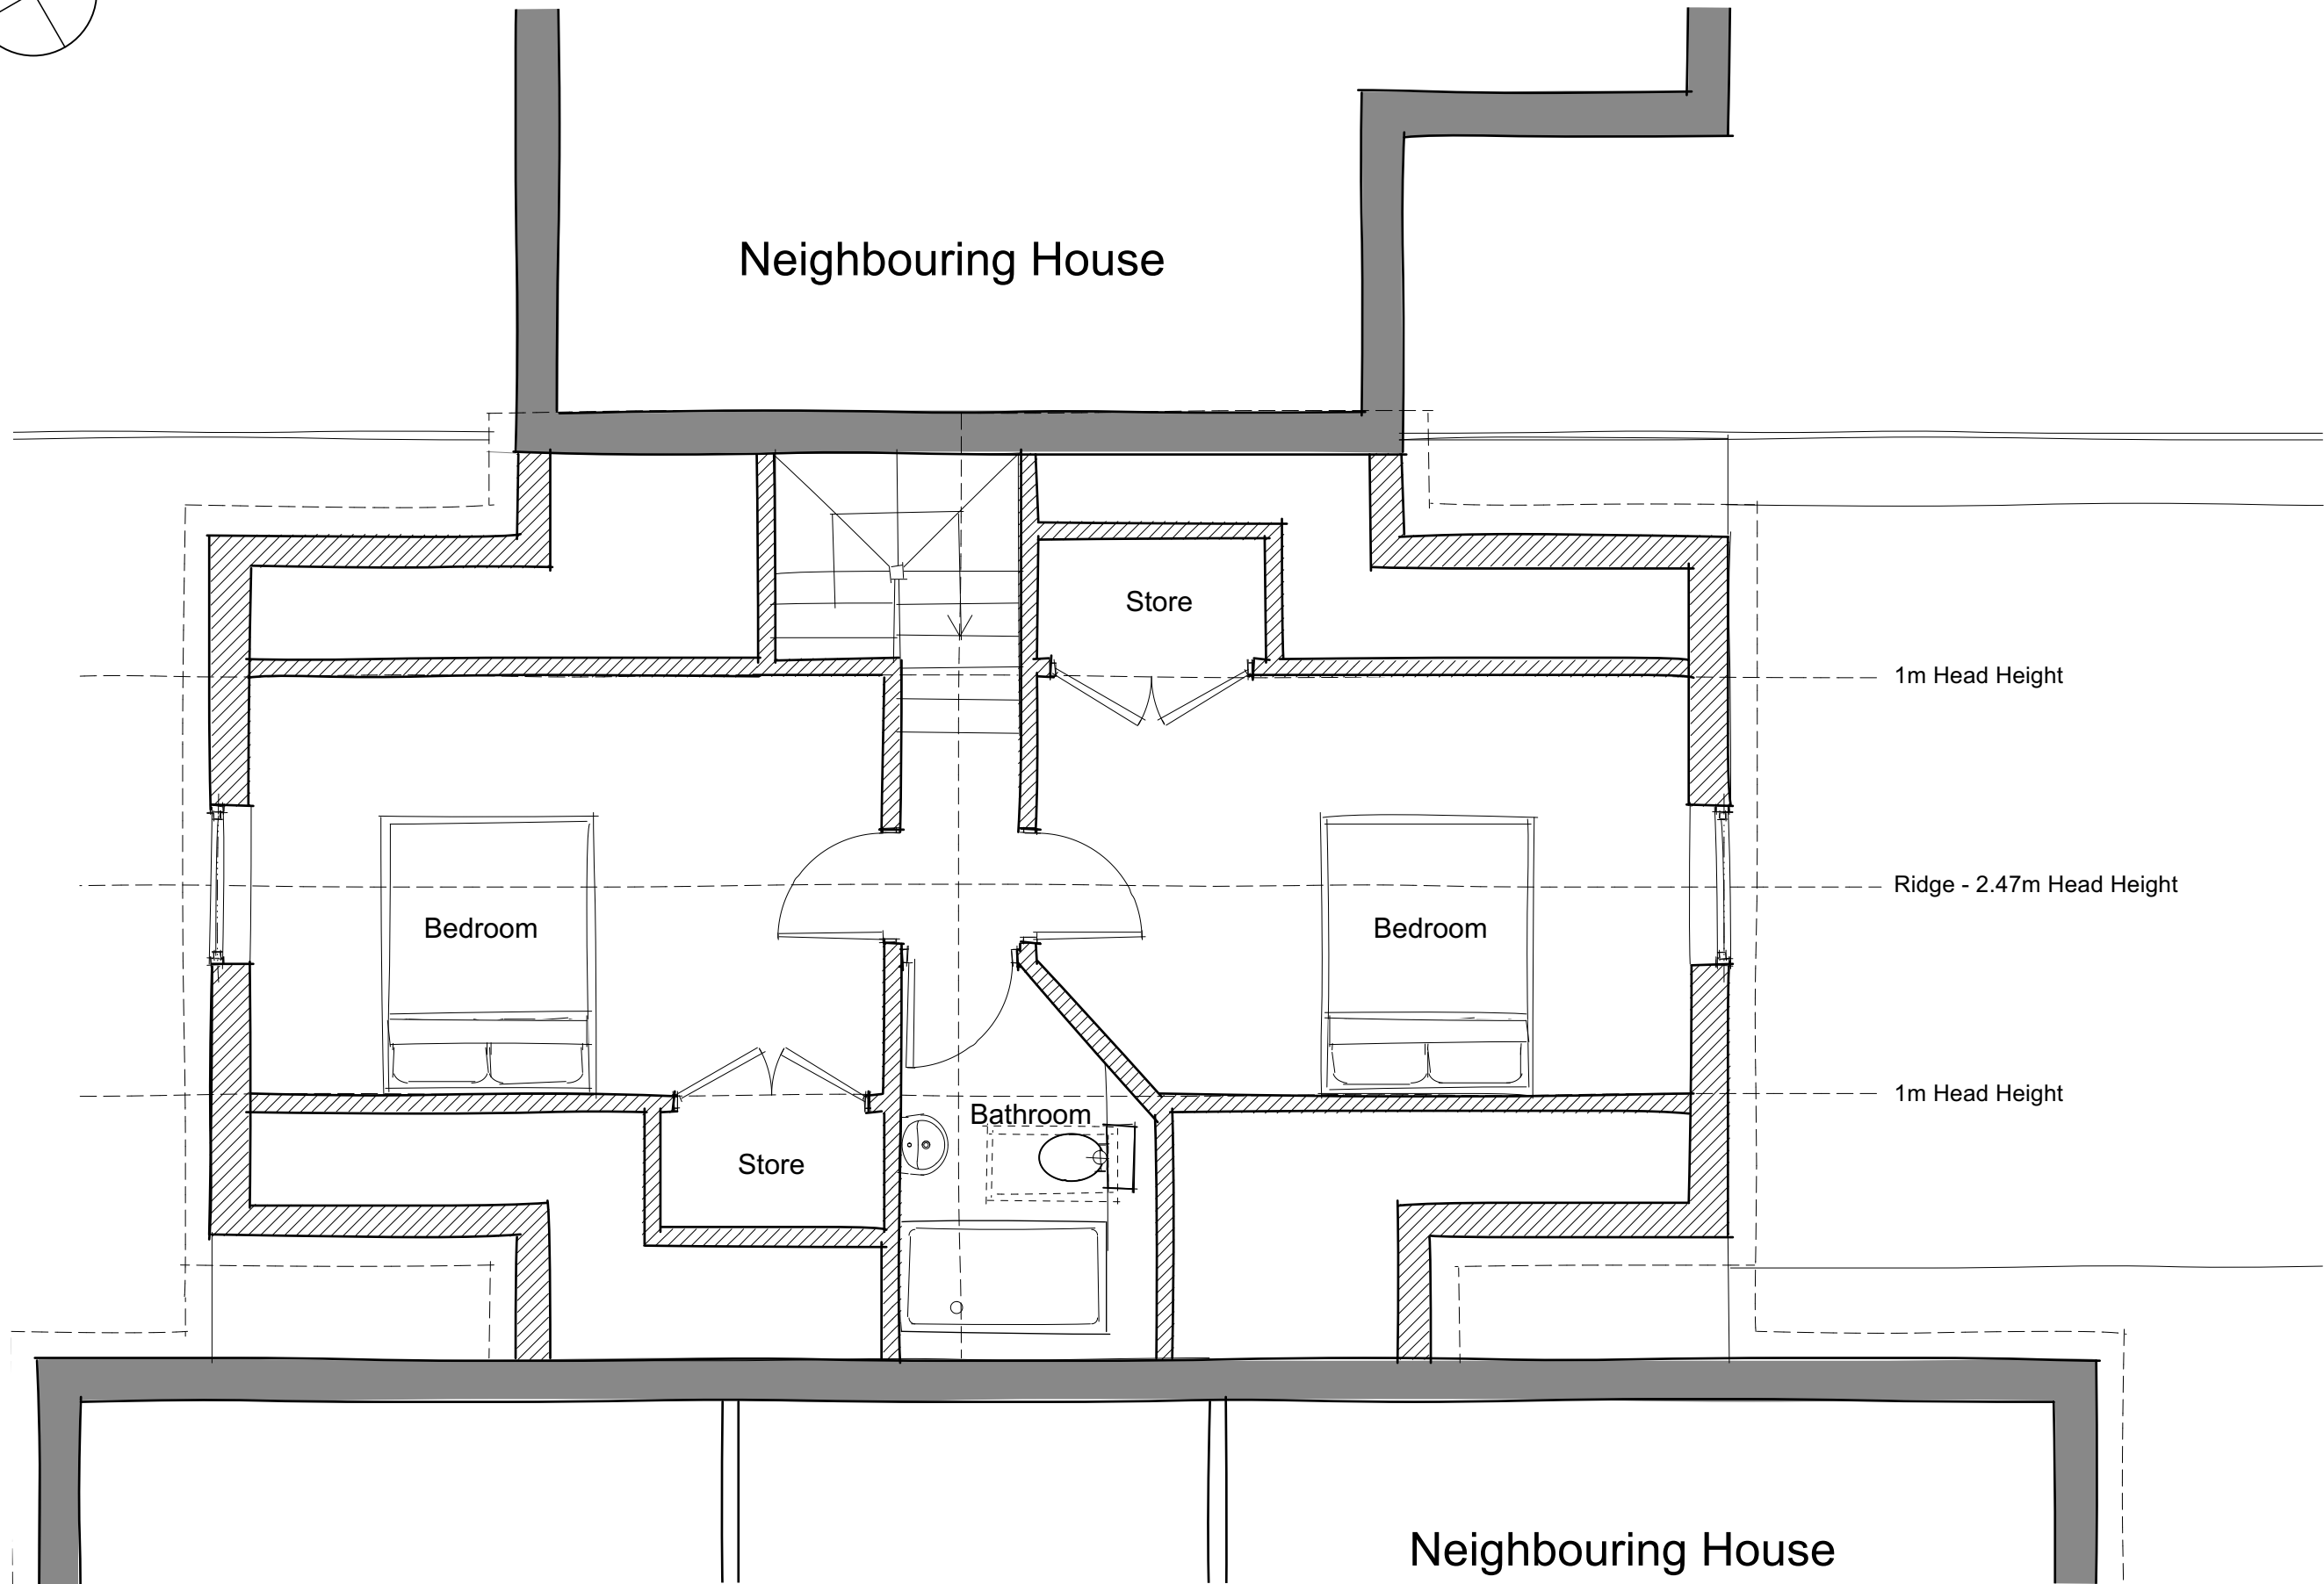 Neighbouring House
Store
1m Head Height
Ridge - 2.47m Head Height
Bedroom
Bedroom
1m Head Height
Bathroom
Store
Neighbouring House